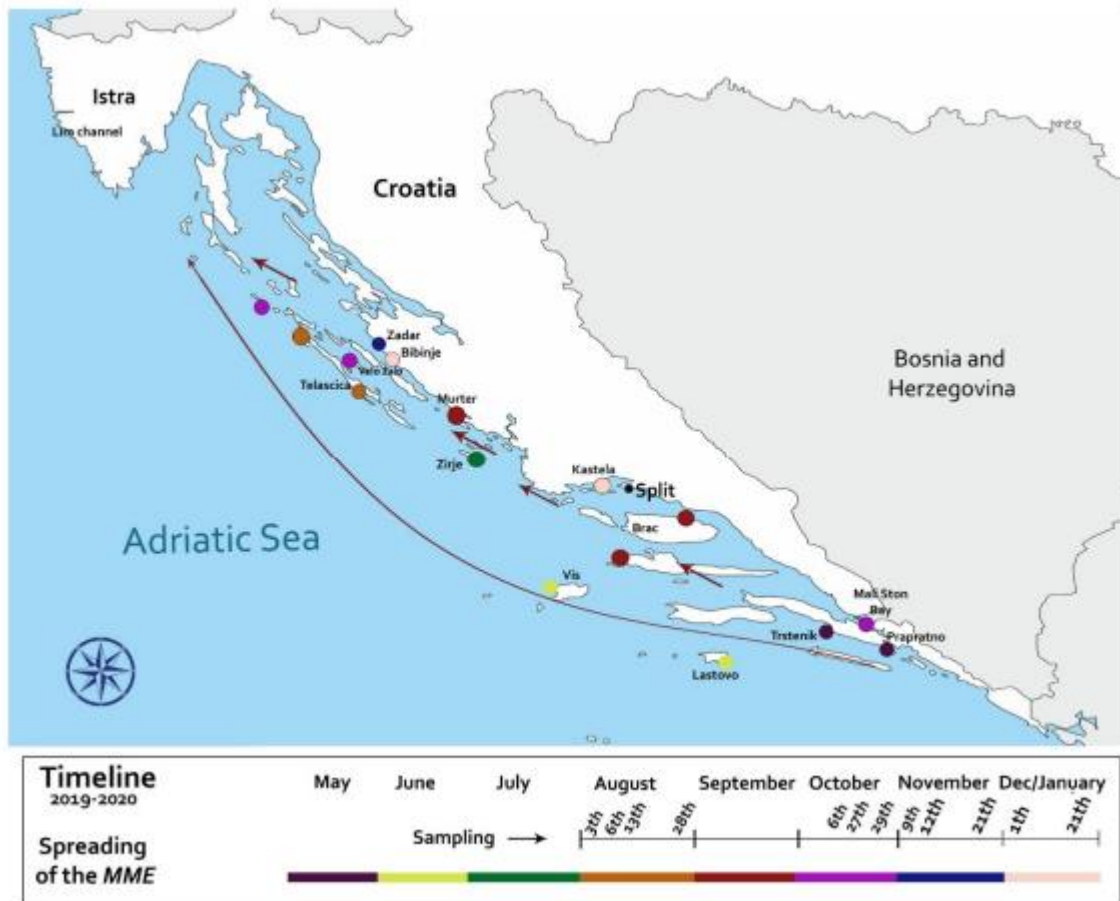 Istra
Lim channel
Croatia
Zadar
Bibinje
Velo žalo
Telascica
Murter
Zirje
Kastela
Split
Brac
Bosnia and
Herzegovina
Adriatic Sea
Vis
Mali Ston
Bay
Trstenik
Prapratno
Lastovo
Timeline
2019-2020
May June July August September October November Dec/January
3th 6th 13th 28th 6th 27th 29th 9th 12th 21th 1th 21th
Sampling
Spreading
of the MME